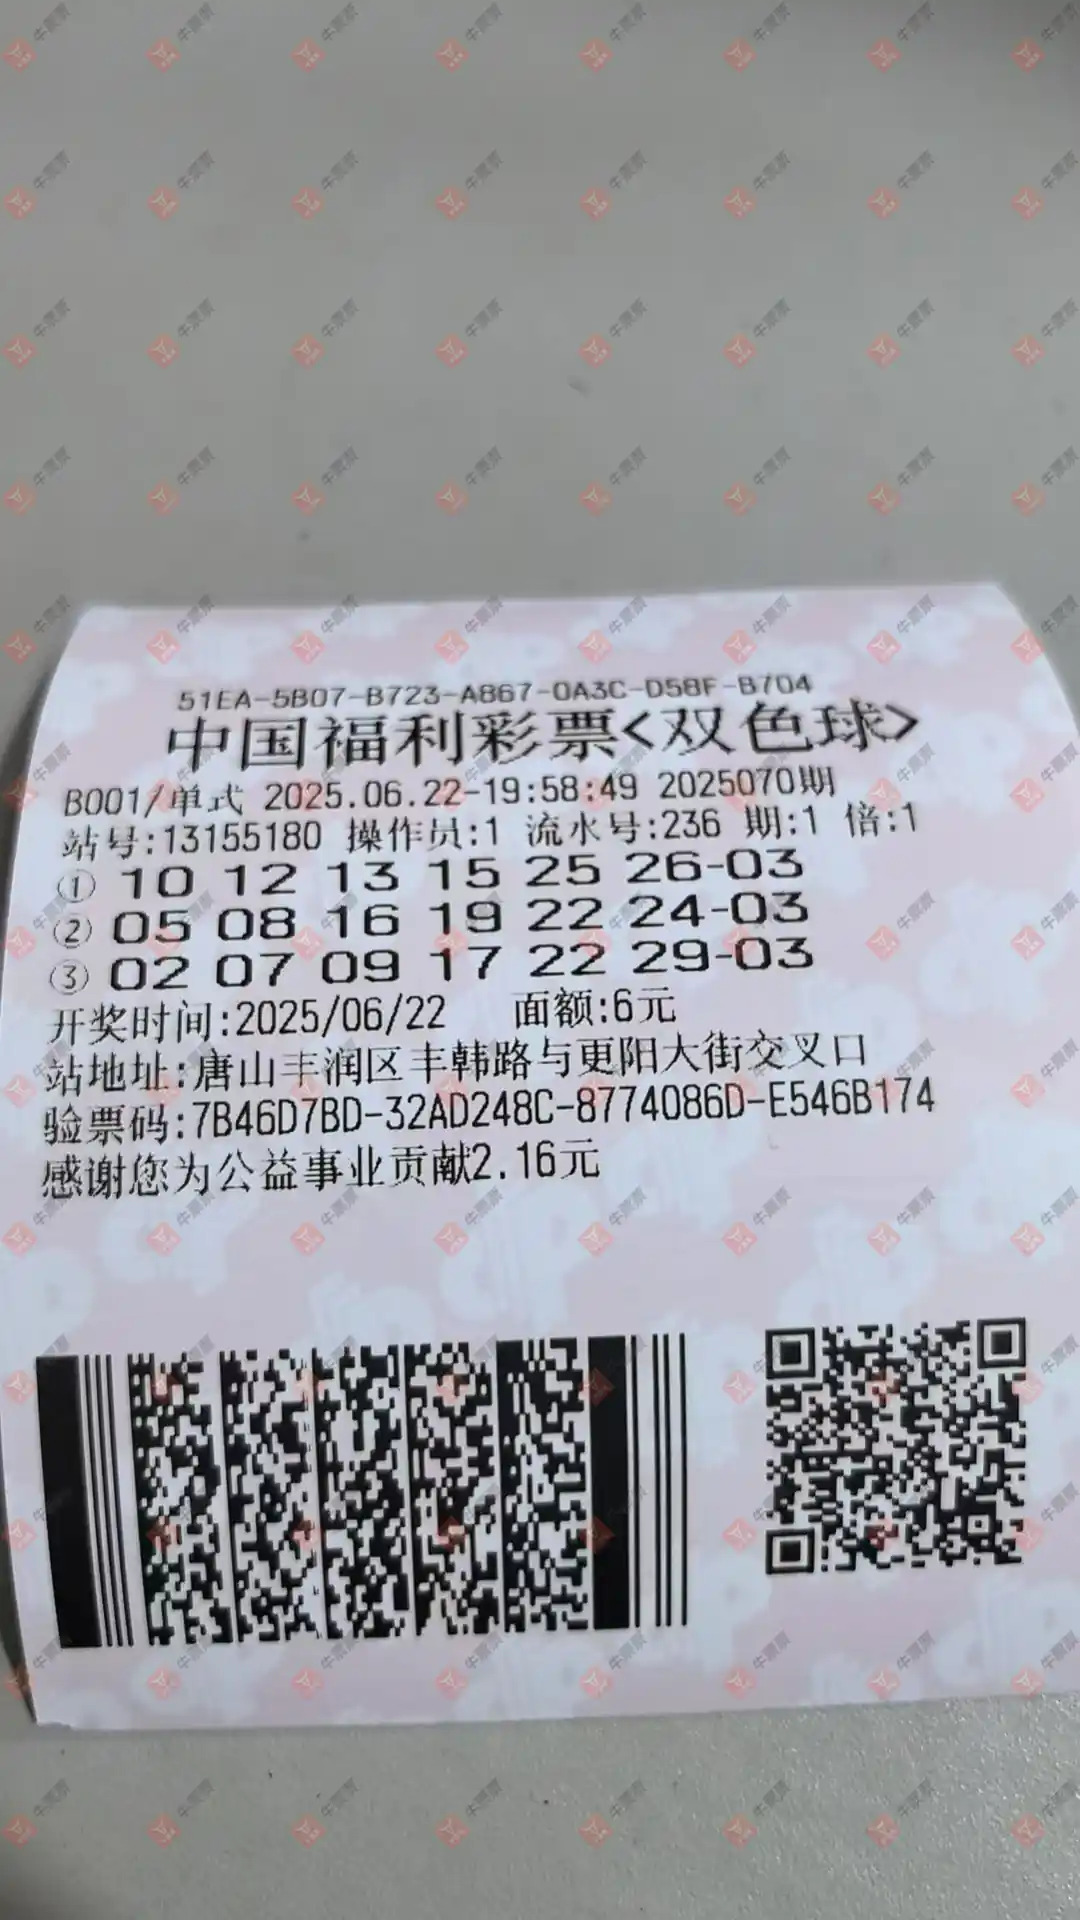 51EA-5B07-B723-A867-0A3C-D58F-B704
中国福利彩票<双色球>
B001/单式 2025.06.22-19:58:49 2025070期
站号:13155180 操作员:1 流水号:236 期:1 倍:1
① 10 12 13 15 25 26-03
② 05 08 16 19 22 24-03
③ 02 07 09 17 22 29-03
开奖时间:2025/06/22 面额:6元
站地址:唐山丰润区丰韩路与更阳大街交叉口
验票码:7B46D7BD-32AD248C-8774086D-E546B174
感谢您为公益事业贡献2.16元